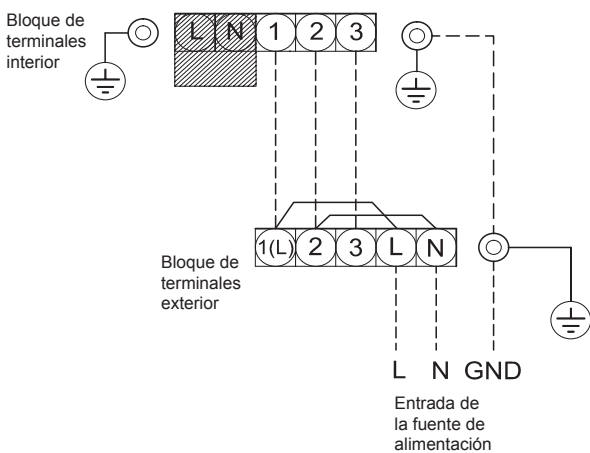 Bloque de
terminales
interior
L N 1 2 3
1(L) 2 3 L N
Bloque de
terminales
exterior
L N GND
Entrada de
la fuente de
alimentación